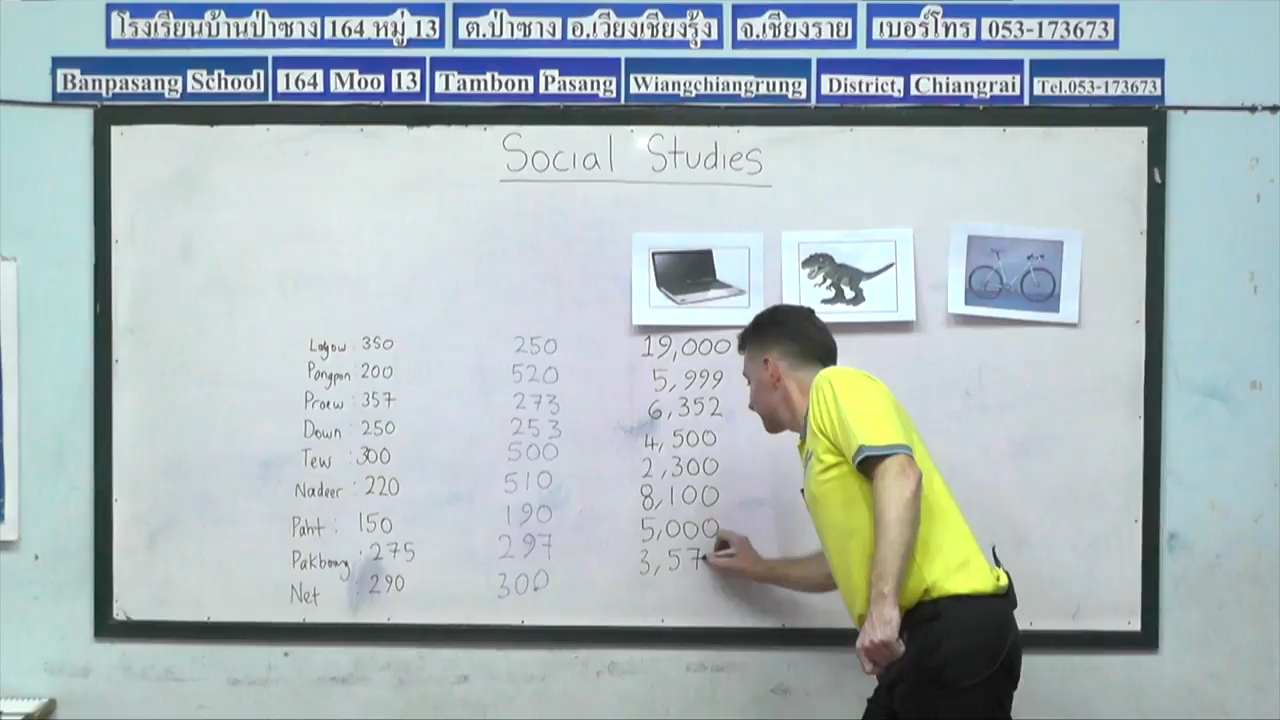 โรงเรียนบ้านป่าซาง 164 หมู่ 13 ต.ป่าซาง อ.เวียงเชียงรุ้ง จ.เชียงราย เบอร์โทร 053-173673
Banpasang School 164 Moo 13 Tambon Pasang Wiangchiangrung District, Chiangrai Tel.053-173673
Social Studies
350 250 19,000
Pongpon 200 520 5,999
Proew : 357 273 6,352
Down : 250 253 4,500
Tew : 300 500 2,300
Nadeer : 220 510 8,100
Paht : 150 190 5,000
: 275 297 3,57
Net : 290 300